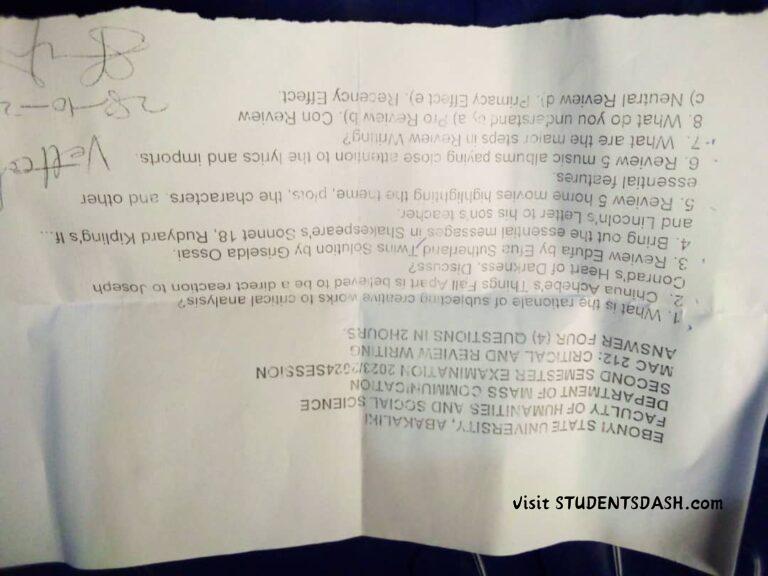 EBONYI STATE UNIVERSITY, ABAKALIKI
FACULTY OF HUMANITIES AND SOCIAL SCIENCE
DEPARTMENT OF MASS COMMUNICATION
SECOND SEMESTER EXAMINATION 2023/2024SESSION
MAC 212: CRITICAL AND REVIEW WRITING
ANSWER FOUR (4) QUESTIONS IN 2HOURS.
1. What is the rationale of subjecting creative works to critical analysis?
2. Chinua Achebe's Things Fall Apart is believed to be a direct reaction to Joseph
Conrad's Heart of Darkness. Discuss?
3. Review Edufa by Efua Sutherland Twins Solution by Griselda Ossai.
4. Bring out the essential messages in Shakespeare's Sonnet 18, Rudyard Kipling's If...
and Lincoln's Letter to his son's teacher.
5. Review 5 home movies highlighting the theme, plots, the characters. and other
essential features.
6. Review 5 music albums paying close attention to the lyrics and imports.
7. What are the major steps in Review Writing?
8. What do you understand by a) Pro Review b). Con Review
c) Neutral Review d). Primacy Effect e). Recency Effect.
Vetted
28-10-2
Visit STUDENTSDASH.com